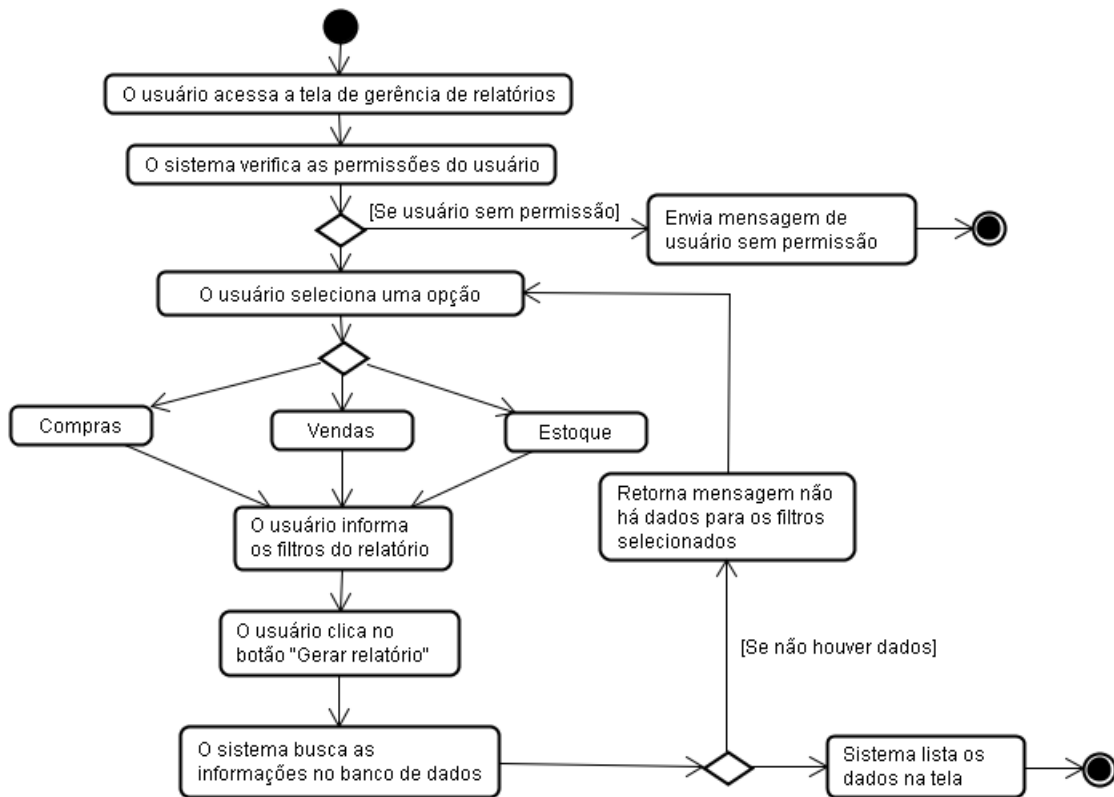 O usuário acessa a tela de gerência de relatórios
O sistema verifica as permissões do usuário
[Se usuário sem permissão]
Envia mensagem de
usuário sem permissão
O usuário seleciona uma opção
Compras
Vendas
Estoque
O usuário informa
os filtros do relatório
Retorna mensagem não
há dados para os filtros
selecionados
O usuário clica no
botão "Gerar relatório"
[Se não houver dados]
O sistema busca as
informações no banco de dados
Sistema lista os
dados na tela